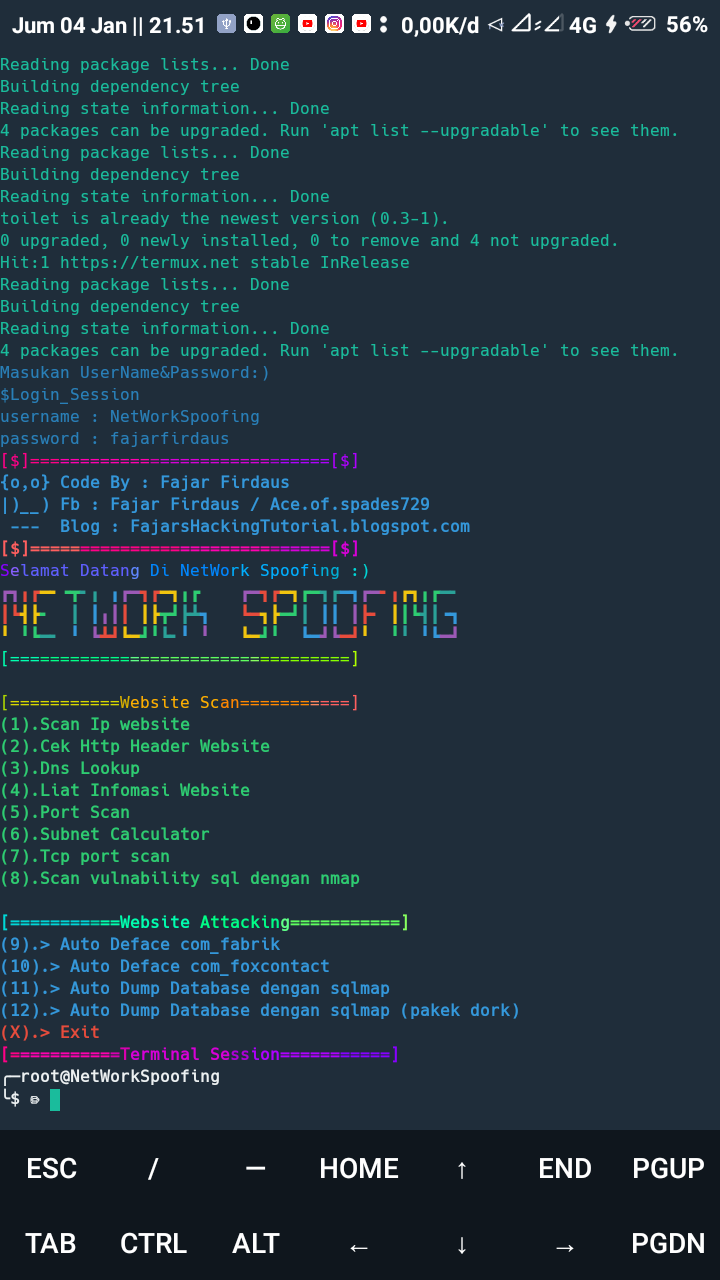 Jum 04 Jan || 21.51 0,00K/d 4G 56%
Reading package lists... Done
Building dependency tree
Reading state information... Done
4 packages can be upgraded. Run 'apt list --upgradable' to see them.
Reading package lists... Done
Building dependency tree
Reading state information... Done
toilet is already the newest version (0.3-1).
0 upgraded, 0 newly installed, 0 to remove and 4 not upgraded.
Hit:1 https://termux.net stable InRelease
Reading package lists... Done
Building dependency tree
Reading state information... Done
4 packages can be upgraded. Run 'apt list --upgradable' to see them.
Masukan UserName&Password:)
$Login_Session
username : NetWorkSpoofing
password : fajarfirdaus
[$]==============================[$]
{o,o} Code By : Fajar Firdaus
|)__) Fb : Fajar Firdaus / Ace.of.spades729
 ---  Blog : FajarsHackingTutorial.blogspot.com
[$]==============================[$]
Selamat Datang Di NetWork Spoofing :)
NETWORK SPOOFING
[==================================]
[===========Website Scan===========]
(1).Scan Ip website
(2).Cek Http Header Website
(3).Dns Lookup
(4).Liat Infomasi Website
(5).Port Scan
(6).Subnet Calculator
(7).Tcp port scan
(8).Scan vulnability sql dengan nmap
[===========Website Attacking===========]
(9).> Auto Deface com_fabrik
(10).> Auto Deface com_foxcontact
(11).> Auto Dump Database dengan sqlmap
(12).> Auto Dump Database dengan sqlmap (pakek dork)
(X).> Exit
[===========Terminal Session===========]
╭─root@NetWorkSpoofing
╰$ ✏
ESC / — HOME ↑ END PGUP
TAB CTRL ALT ← ↓ → PGDN